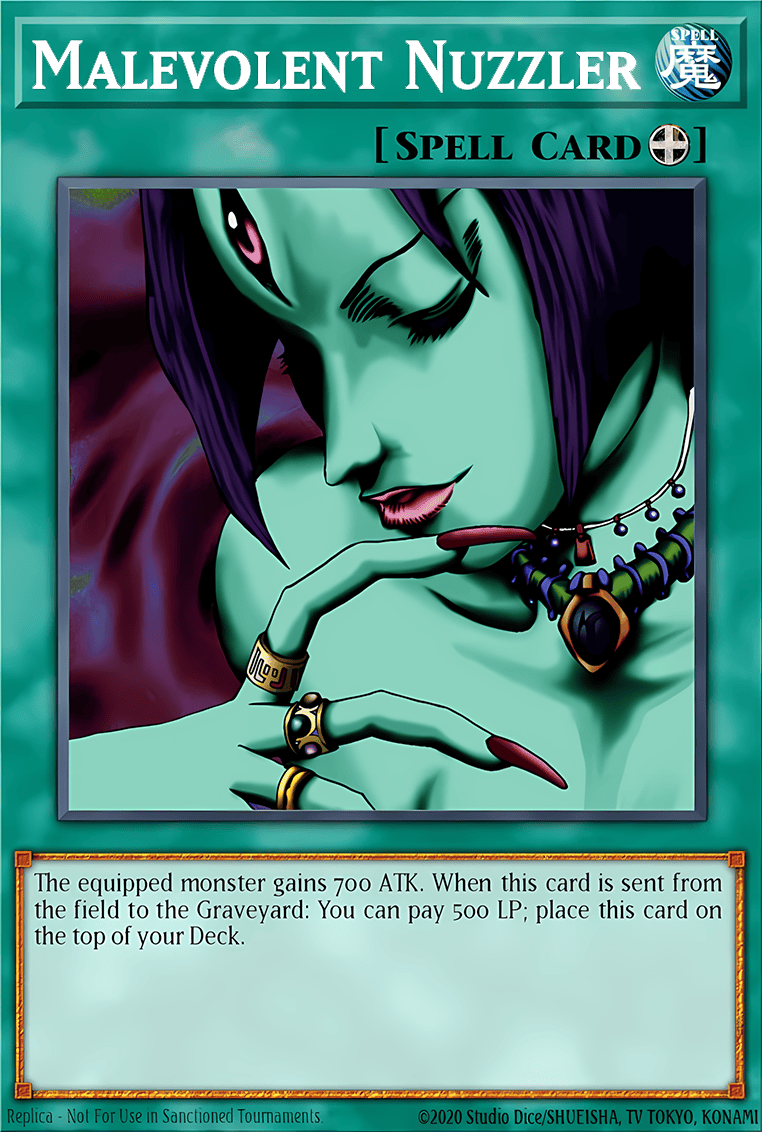 Malevolent Nuzzler
SPELL
魔
[Spell Card]
The equipped monster gains 700 ATK. When this card is sent from
the field to the Graveyard: You can pay 500 LP; place this card on
the top of your Deck.
Replica - Not For Use in Sanctioned Tournaments.
©2020 Studio Dice/SHUEISHA, TV TOKYO, KONAMI